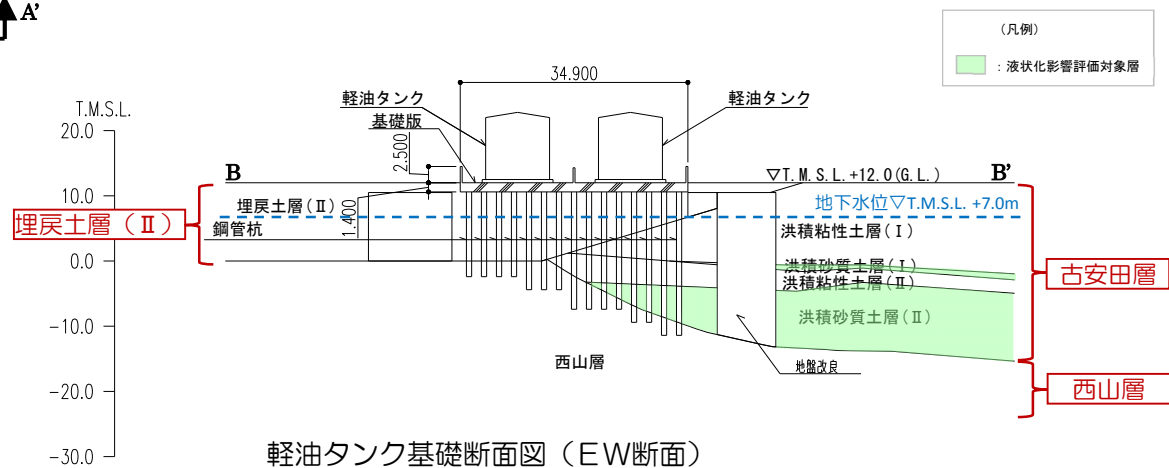 A'
(凡例)
：液状化影響評価対象層
34.900
T.M.S.L.
軽油タンク
軽油タンク
基礎版
20.0
2.500
B
▽T.M.S.L.+12.0(G.L.)
B'
10.0
埋戻土層(Ⅱ)
1.400
地下水位▽T.M.S.L. +7.0m
埋戻土層（Ⅱ）
鋼管杭
洪積粘性土層(Ⅰ)
0.0
洪積砂質土層(Ⅰ)
古安田層
洪積粘性土層(Ⅱ)
洪積砂質土層(Ⅱ)
-10.0
西山層
地盤改良
-20.0
西山層
-30.0
軽油タンク基礎断面図（ＥＷ断面）